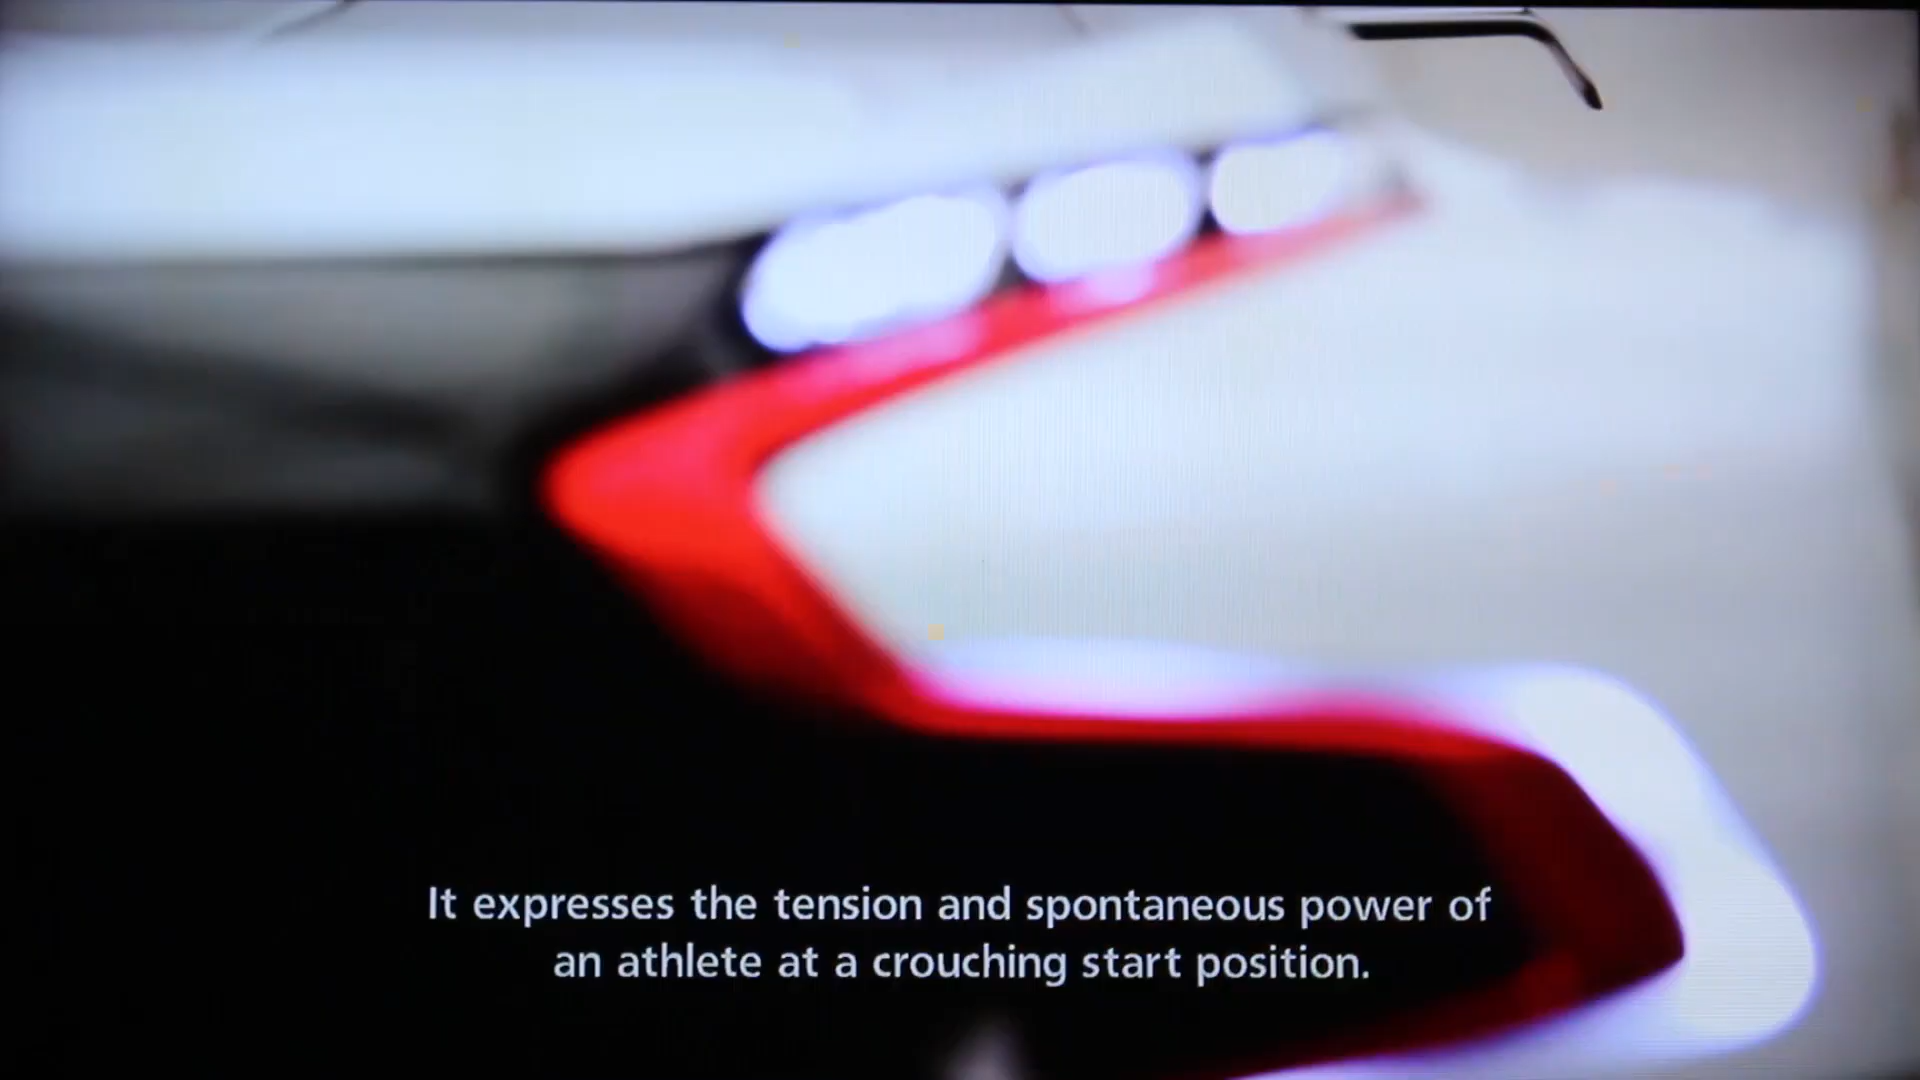 It expresses the tension and spontaneous power of
an athlete at a crouching start position.